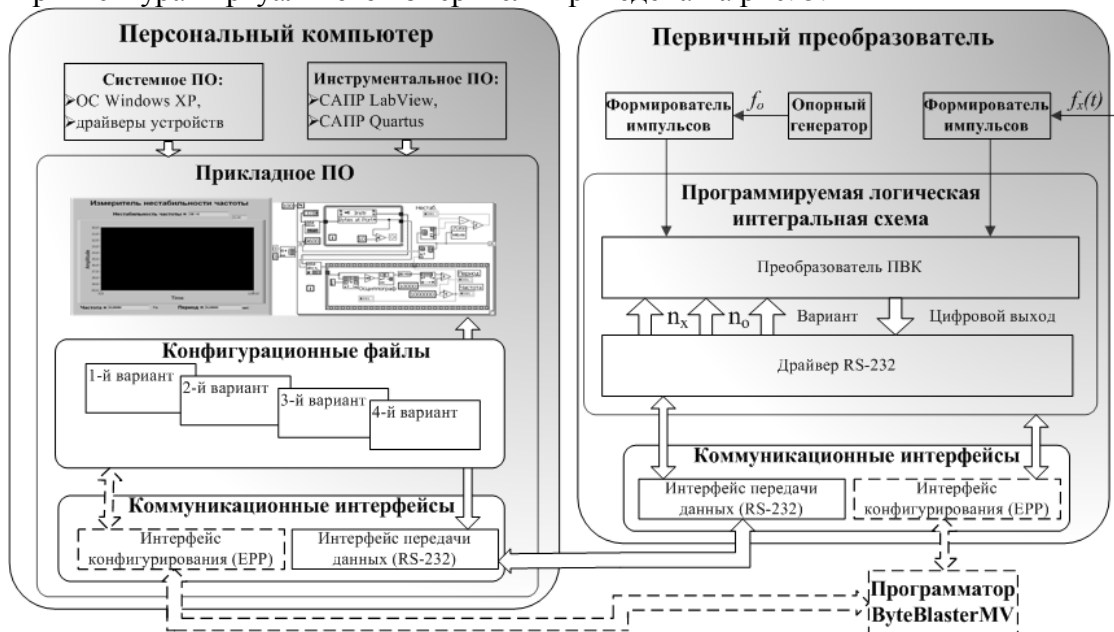 Персональный компьютер
Системное ПО:
➢ОС Windows XP,
➢драйверы устройств
Инструментальное ПО:
➢САПР LabView,
➢САПР Quartus
Прикладное ПО
Измеритель нестабильности частоты
Конфигурационные файлы
1-й вариант
2-й вариант
3-й вариант
4-й вариант
Коммуникационные интерфейсы
Интерфейс
конфигурирования (EPP)
Интерфейс передачи
данных (RS-232)
Первичный преобразователь
Формирователь
импульсов
fo
Опорный
генератор
Формирователь
импульсов
fx(t)
Программируемая логическая
интегральная схема
Преобразователь ПВК
nx
no
Вариант
Цифровой выход
Драйвер RS-232
Коммуникационные интерфейсы
Интерфейс передачи
данных (RS-232)
Интерфейс
конфигурирования (EPP)
Программатор
ByteBlasterMV